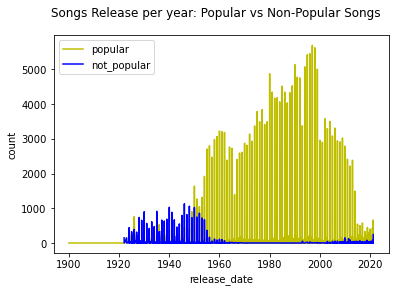 Songs Release per year: Popular vs Non-Popular Songs
popular
not_popular
5000
4000
3000
2000
1000
0
count
1900
1920
1940
1960
1980
2000
2020
release_date